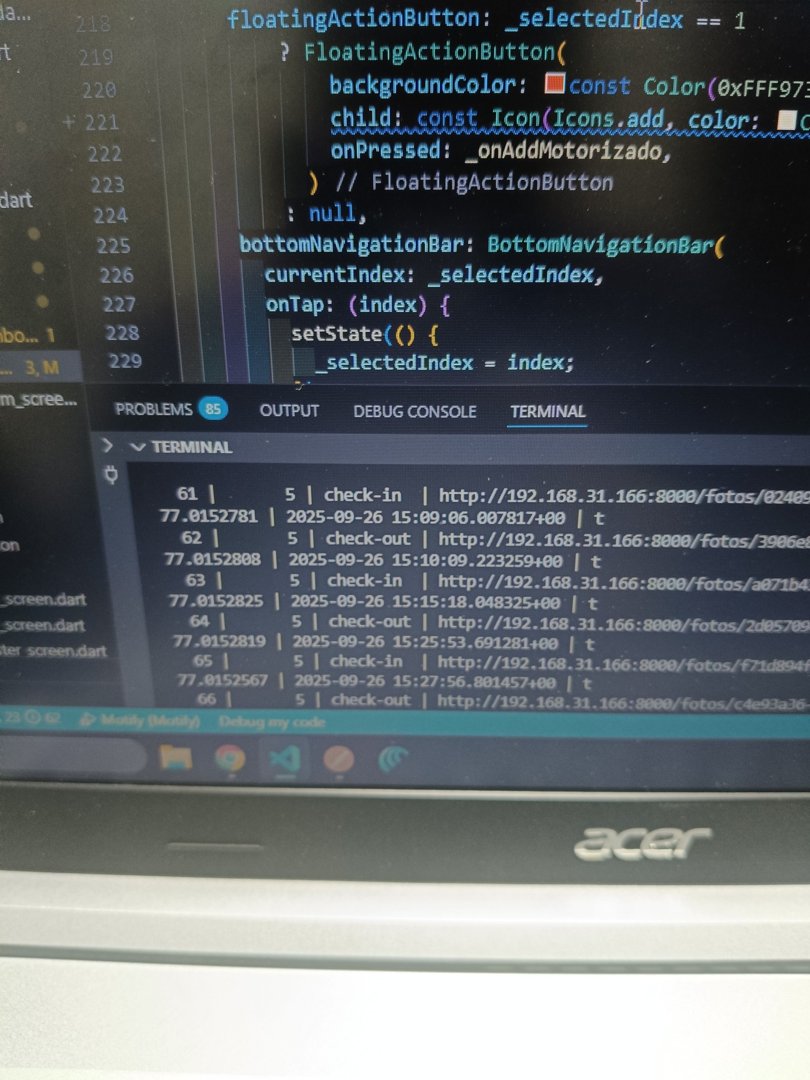 da...
218 floatingActionButton: _selectedIndex == 1
rt
219 ? FloatingActionButton(
220 backgroundColor: const Color(0xFFF973
+ 221 child: const Icon(Icons.add, color: C
222 onPressed: _onAddMotorizado,
223 ) // FloatingActionButton
dart
224 : null,
225 bottomNavigationBar: BottomNavigationBar(
226 currentIndex: _selectedIndex,
227 onTap: (index) {
bo... 1
228 setState(() {
... 3, M
229 _selectedIndex = index;
m_scree...
PROBLEMS 85 OUTPUT DEBUG CONSOLE TERMINAL
TERMINAL
61 | 5 | check-in | http://192.168.31.166:8000/fotos/02409
77.0152781 | 2025-09-26 15:09:06.007817+00 | t
62 | 5 | check-out | http://192.168.31.166:8000/fotos/3906e8
on
77.0152808 | 2025-09-26 15:10:09.223259+00 | t
63 | 5 | check-in | http://192.168.31.166:8000/fotos/a071b4
_screen.dart
77.0152825 | 2025-09-26 15:15:18.048325+00 | t
64 | 5 | check-out | http://192.168.31.166:8000/fotos/2d05709
_screen.dart
77.0152819 | 2025-09-26 15:25:53.691281+00 | t
ter_screen.dart
65 | 5 | check-in | http://192.168.31.166:8000/fotos/f71d894f
77.0152567 | 2025-09-26 15:27:56.801457+00 | t
66 | 5 | check-out | http://192.168.31.166:8000/fotos/c4e93a36-
23 62 Motify (Motify) Debug my code
acer